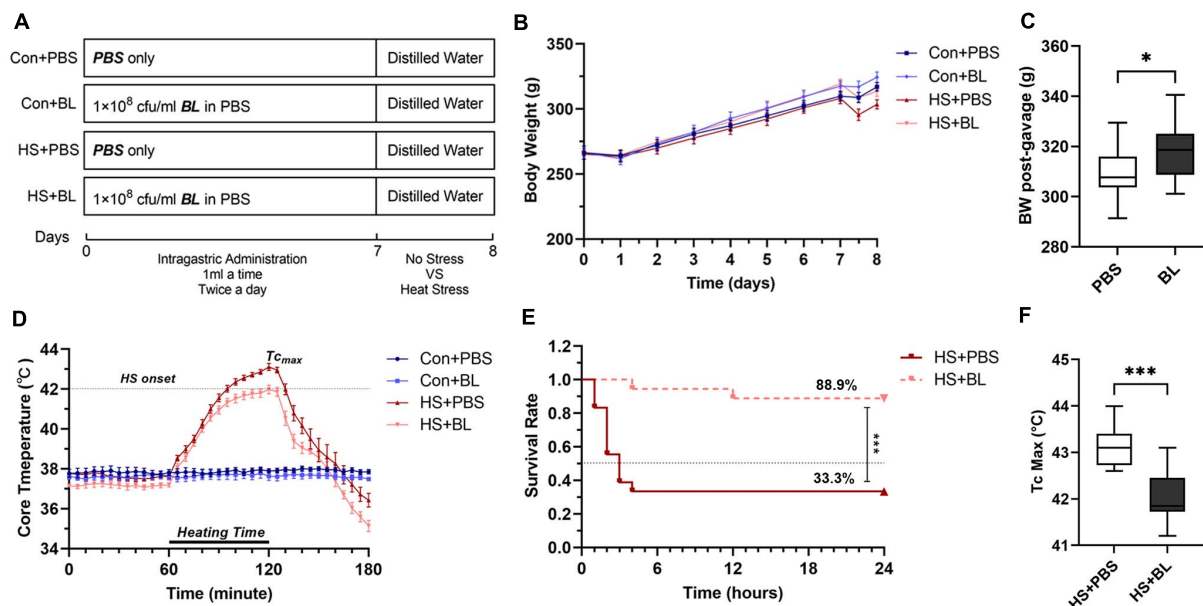 A
Con+PBS
PBS only
Distilled Water
Con+BL
1×10⁸ cfu/ml BL in PBS
Distilled Water
HS+PBS
PBS only
Distilled Water
HS+BL
1×10⁸ cfu/ml BL in PBS
Distilled Water
Days
0
7
8
Intragastric Administration
1ml a time
Twice a day
No Stress
VS
Heat Stress
B
Body Weight (g)
350
300
250
200
0 1 2 3 4 5 6 7 8
Time (days)
Con+PBS
Con+BL
HS+PBS
HS+BL
C
BW post-gavage (g)
360
340
320
300
280
*
PBS
BL
D
Core Tmeperature (°C)
44
42
40
38
36
34
HS onset
Tcmax
Heating Time
0 60 120 180
Time (minute)
Con+PBS
Con+BL
HS+PBS
HS+BL
E
Survival Rate
1.2
1.0
0.8
0.6
0.4
0.2
0.0
88.9%
33.3%
***
0 2 4 6 8 12 24
Time (hours)
HS+PBS
HS+BL
F
Tc Max (°C)
45
44
43
42
41
***
HS+PBS
HS+BL